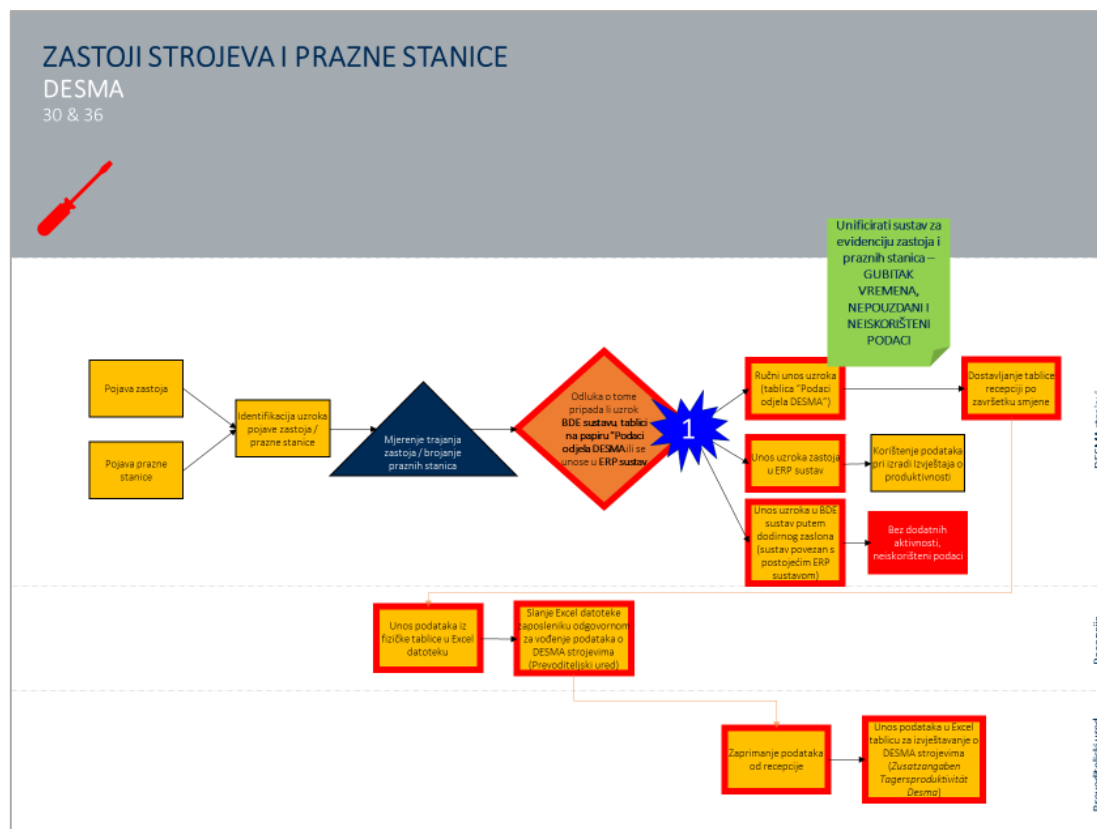 ZASTOJI STROJEVA I PRAZNE STANICE
DESMA
30 & 36
Unificirati sustav za
evidenciju zastoja i
praznih stanica –
GUBITAK
VREMENA,
NEPOUZDANI I
NEISKORIŠTENI
PODACI
Pojava zastoja
Pojava prazne
stanice
Identifikacija uzroka
pojave zastoja /
prazne stanice
Mjerenje trajanja
zastoja / brojanje
praznih stanica
Odluka o tome
pripada li uzrok
BDE sustavu, tablici
na papiru "Podaci
odjela DESMA ili se
unose u ERP sustav
1
Ručni unos uzroka
(tablica "Podaci
odjela DESMA")
Dostavljanje tablice
recepciji po
završetku smjene
Unos uzroka zastoja
u ERP sustav
Korištenje podataka
pri izradi Izvještaja o
produktivnosti
Unos uzroka u BDE
sustav putem
dodirnog zaslona
(sustav povezan s
postojećim ERP
sustavom)
Bez dodatnih
aktivnosti,
neiskorišteni podaci
Unos podataka iz
fizičke tablice u Excel
datoteku
Slanje Excel datoteke
zaposleniku odgovornom
za vođenje podataka o
DESMA strojevima
(Prevoditeljski ured)
Zaprimanje podataka
od recepcije
Unos podataka u Excel
tablicu za izvještavanje o
DESMA strojevima
(Zusatzangaben
Tagersproduktivität
Desma)